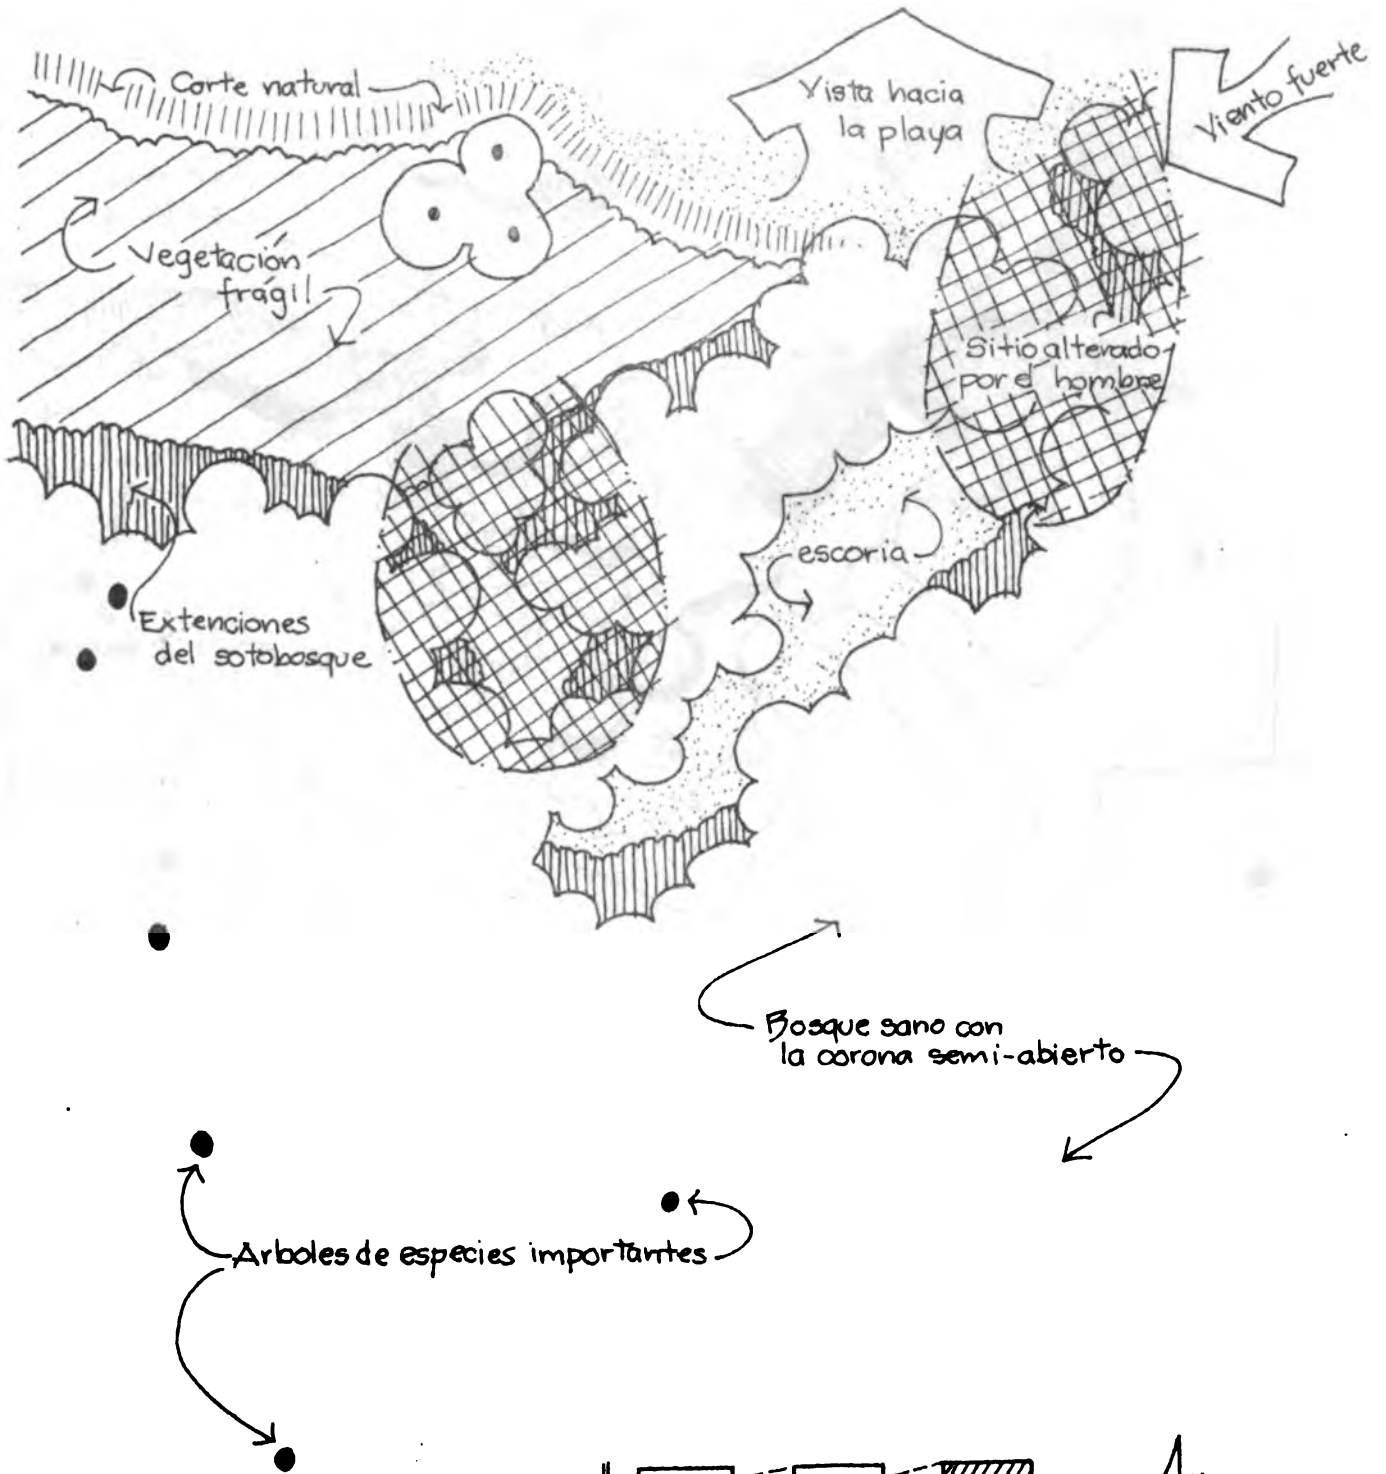 Corte natural
Vista hacia
la playa
Viento fuerte
Vegetación
frágil
Sitio alterado
por el hombre
escoria
Extenciones
del sotobosque
Bosque sano con
la corona semi-abierto
Arboles de especies importantes